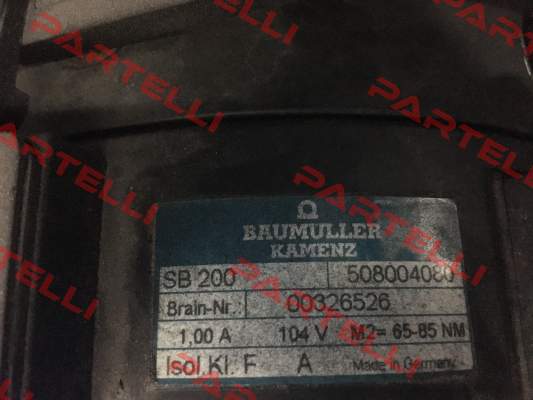 PARTELLI
PARTELLI
PARTELLI
PARTELLI
PARTELLI
PARTELLI
BAUMULLER
KAMENZ
SB 200 508004080
Brain-Nr. 00326526
1,00 A 104 V M2= 65-85 NM
Isol.Kl. F A Made in Germany